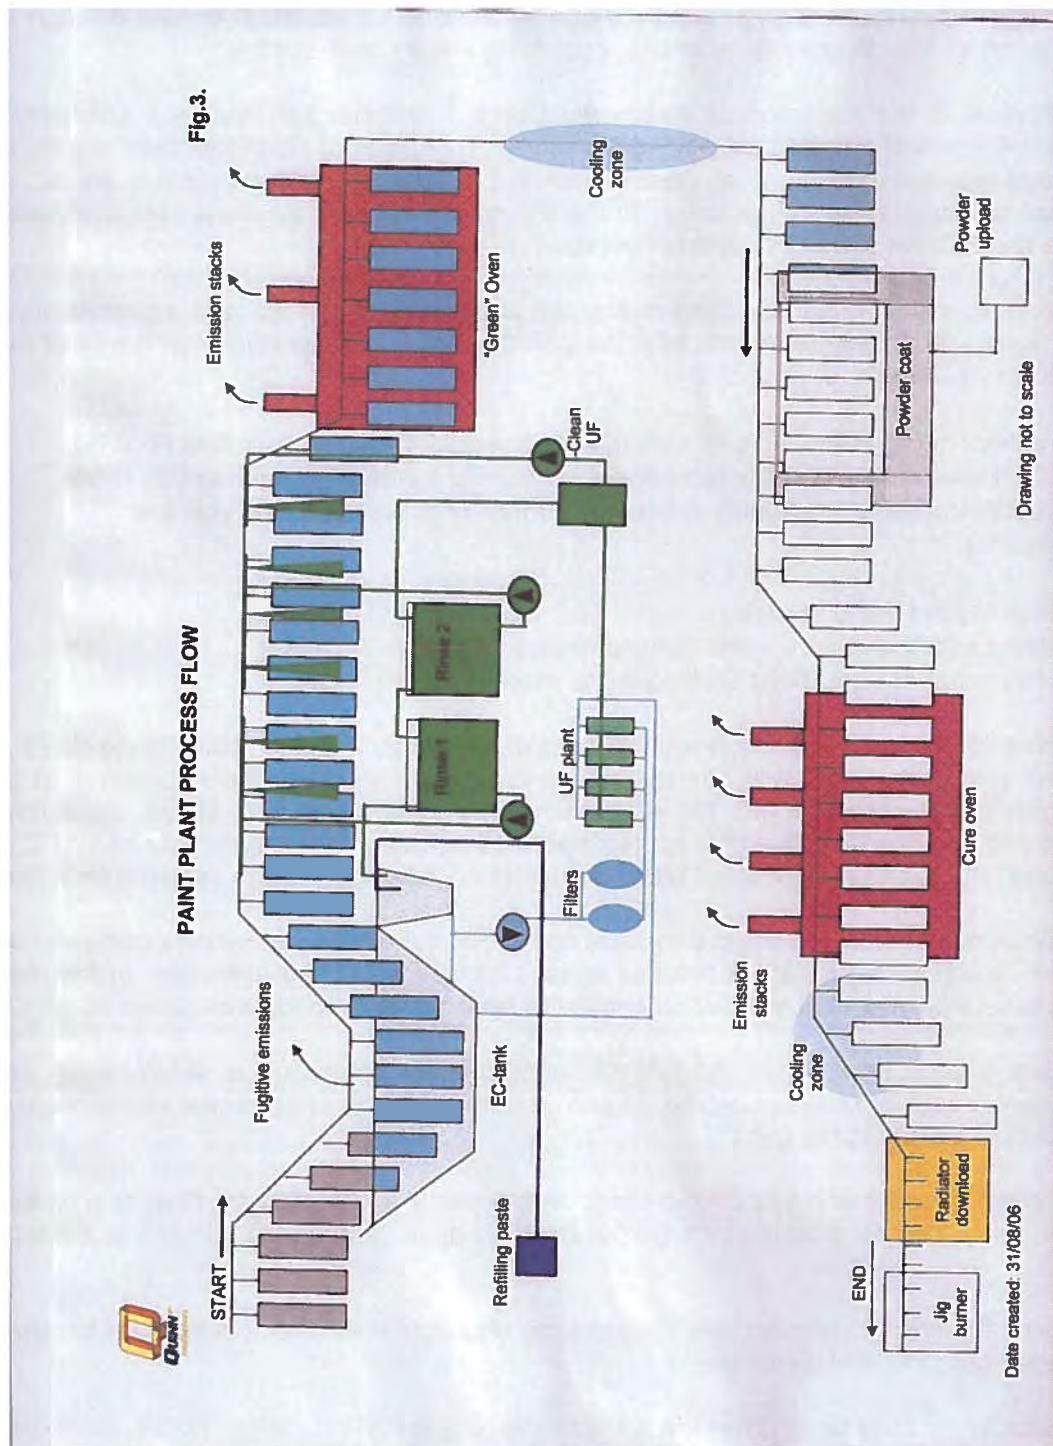 Fig.3.
PAINT PLANT PROCESS FLOW
QUINN
START
Fugitive emissions
Emission stacks
"Green" Oven
Rinse 1
Rinse 2
Clean
UF
EC-tank
Filters
UF plant
Refilling paste
Cooling
zone
Powder
upload
Powder coat
Emission
stacks
Cure oven
Cooling
zone
Radiator
download
END
Jig
burner
Date created: 31/08/06
Drawing not to scale